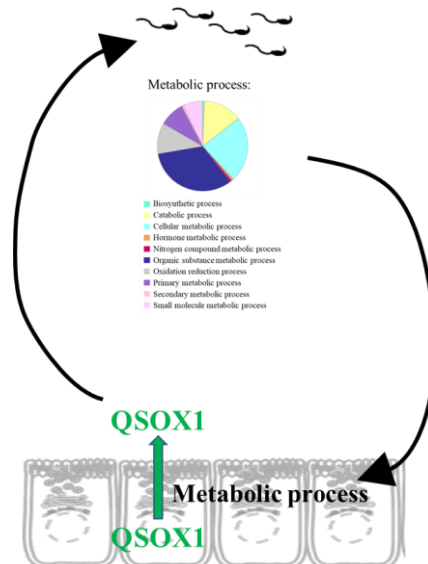 Metabolic process:
Biosynthetic process
Catabolic process
Cellular metabolic process
Hormone metabolic process
Nitrogen compound metabolic process
Organic substance metabolic process
Oxidation reduction process
Primary metabolic process
Secondary metabolic process
Small molecule metabolic process
QSOX1
Metabolic process
QSOX1